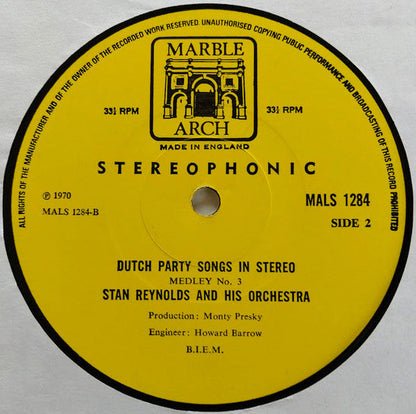 ALL RIGHTS OF THE MANUFACTURER AND OF THE OWNER OF THE RECORDED WORK RESERVED. UNAUTHORISED COPYING PUBLIC PERFORMANCE AND BROADCASTING OF THIS RECORD PROHIBITED
MARBLE
33⅓ RPM 33⅓ RPM
ARCH
MADE IN ENGLAND
STEREOPHONIC
℗ 1970 MALS 1284
MALS 1284-B SIDE 2
DUTCH PARTY SONGS IN STEREO
MEDLEY No. 3
STAN REYNOLDS AND HIS ORCHESTRA
Production: Monty Presky
Engineer: Howard Barrow
B.I.E.M.